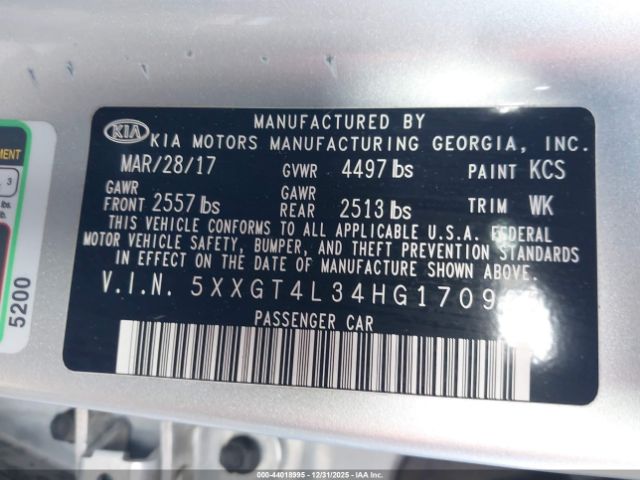 MANUFACTURED BY
KIA KIA MOTORS MANUFACTURING GEORGIA, INC.
MAR/28/17 GVWR 4497 lbs PAINT KCS
GAWR FRONT 2557 lbs GAWR REAR 2513 lbs TRIM WK
THIS VEHICLE CONFORMS TO ALL APPLICABLE U.S.A. FEDERAL
MOTOR VEHICLE SAFETY, BUMPER, AND THEFT PREVENTION STANDARDS
IN EFFECT ON THE DATE OF MANUFACTURE SHOWN ABOVE.
V.I.N. 5XXGT4L34HG1709
PASSENGER CAR
5200
000-44018995 - 12/31/2025 - IAAI.COM